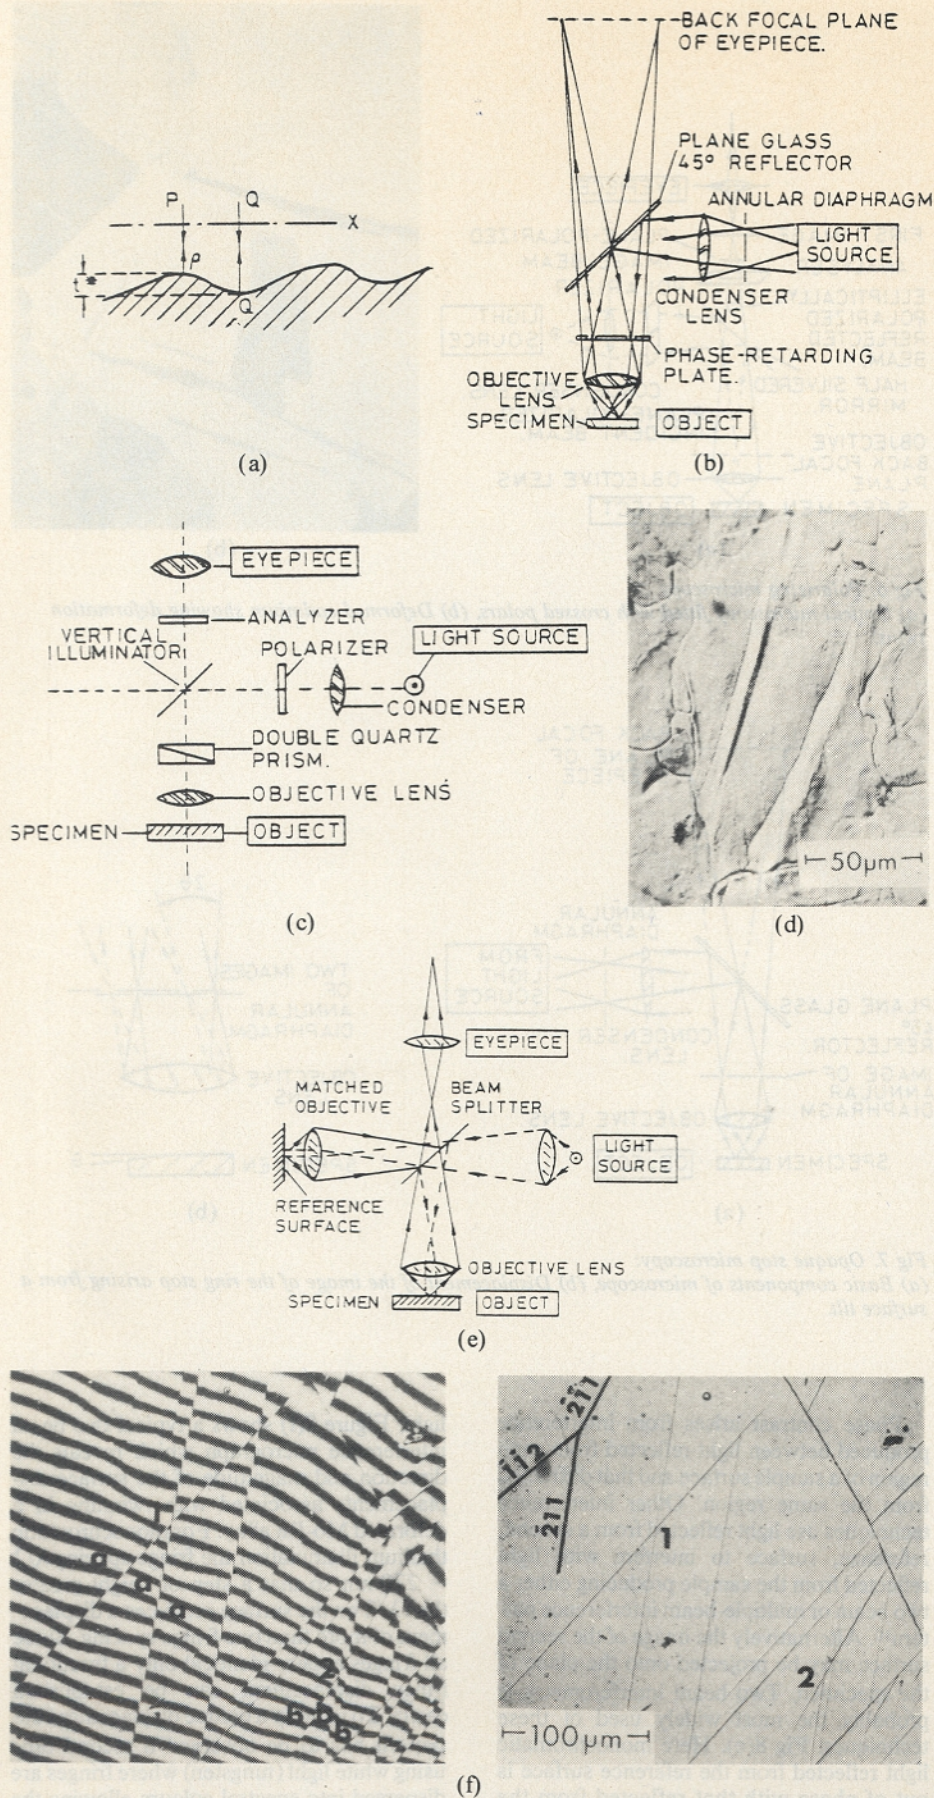 P
Q
X
P
t*
Q
(a)
BACK FOCAL PLANE
OF EYEPIECE.
PLANE GLASS
45° REFLECTOR
ANNULAR DIAPHRAGM
LIGHT
SOURCE
CONDENSER
LENS
PHASE-RETARDING
PLATE.
OBJECTIVE
LENS
SPECIMEN
OBJECT
(b)
EYEPIECE
ANALYZER
VERTICAL
ILLUMINATOR
POLARIZER
LIGHT SOURCE
CONDENSER
DOUBLE QUARTZ
PRISM.
OBJECTIVE LENS
SPECIMEN
OBJECT
(c)
50µm
(d)
EYEPIECE
MATCHED
OBJECTIVE
BEAM
SPLITTER
LIGHT
SOURCE
REFERENCE
SURFACE
OBJECTIVE LENS
SPECIMEN
OBJECT
(e)
1
a
a
a
2
b
b
b
211
112
211
1
2
100µm
(f)